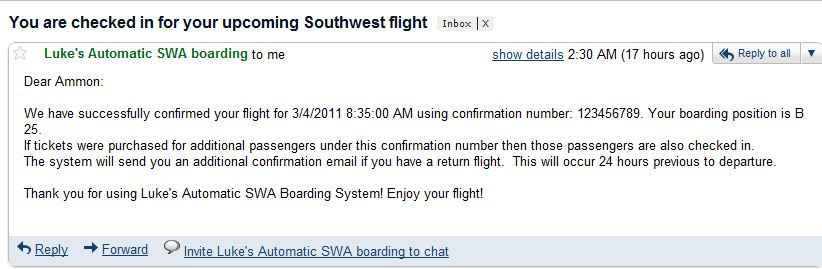 You are checked in for your upcoming Southwest flight Inbox X
Luke's Automatic SWA boarding to me show details 2:30 AM (17 hours ago) Reply to all
Dear Ammon:
We have successfully confirmed your flight for 3/4/2011 8:35:00 AM using confirmation number: 123456789. Your boarding position is B
25.
If tickets were purchased for additional passengers under this confirmation number then those passengers are also checked in.
The system will send you an additional confirmation email if you have a return flight.  This will occur 24 hours previous to departure.
Thank you for using Luke's Automatic SWA Boarding System! Enjoy your flight!
Reply Forward Invite Luke's Automatic SWA boarding to chat